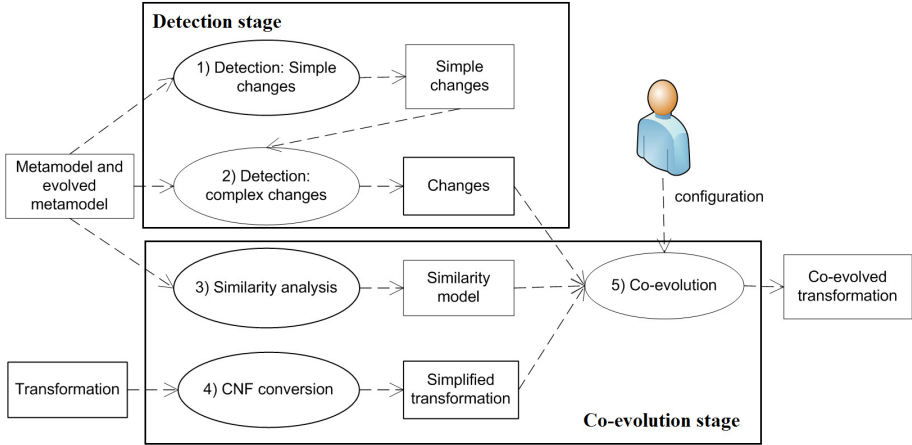 Detection stage
1) Detection: Simple
changes
Simple
changes
Metamodel and
evolved
metamodel
2) Detection:
complex changes
Changes
configuration
3) Similarity analysis
Similarity
model
5) Co-evolution
Co-evolved
transformation
Transformation
4) CNF conversion
Simplified
transformation
Co-evolution stage